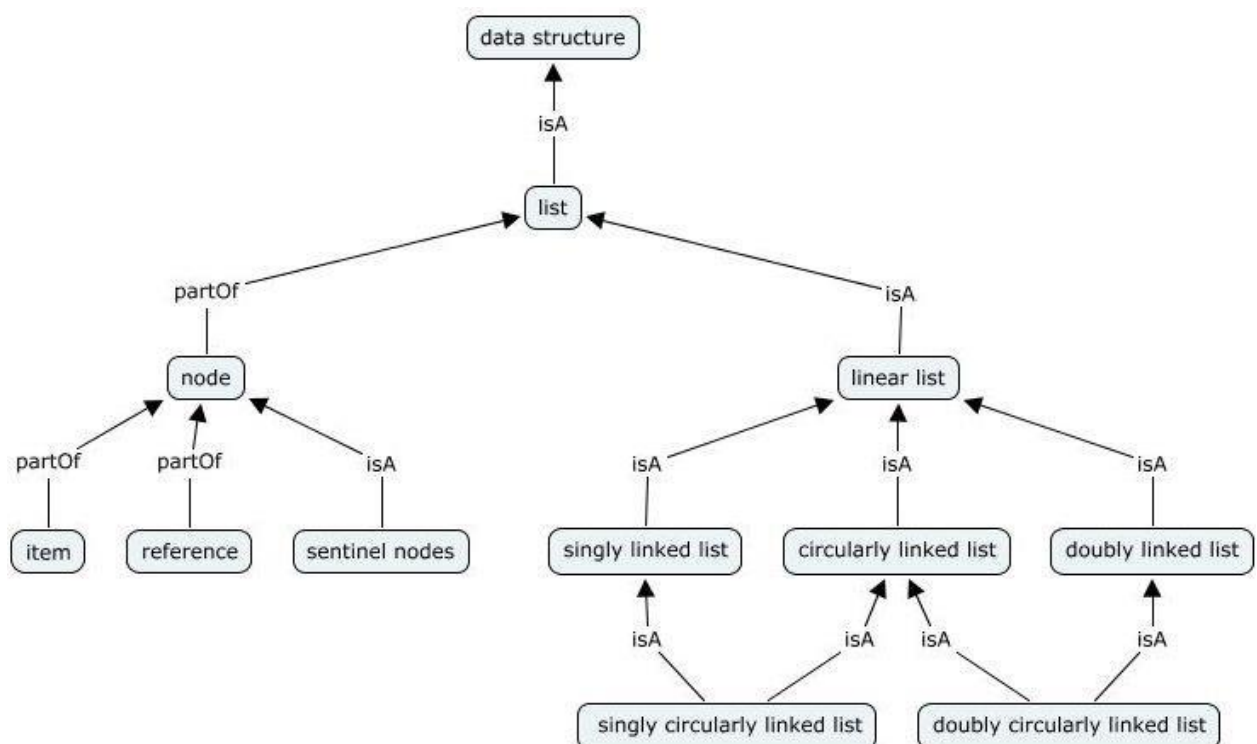 data structure
isA
list
partOf
isA
node
linear list
partOf
partOf
isA
isA
isA
isA
item
reference
sentinel nodes
singly linked list
circularly linked list
doubly linked list
isA
isA
isA
isA
singly circularly linked list
doubly circularly linked list